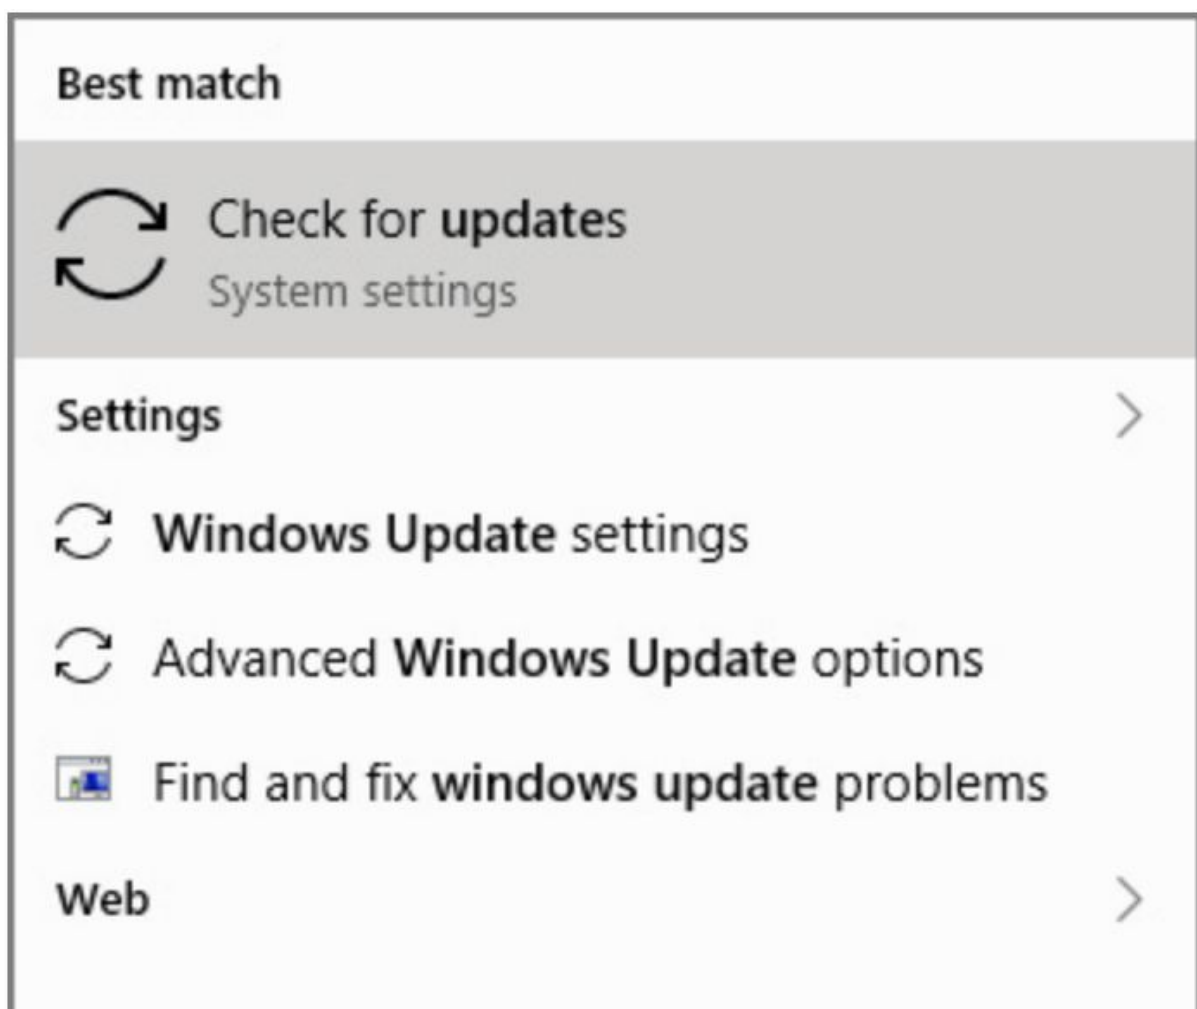 Best match
Check for updates
System settings
Settings
Windows Update settings
Advanced Windows Update options
Find and fix windows update problems
Web